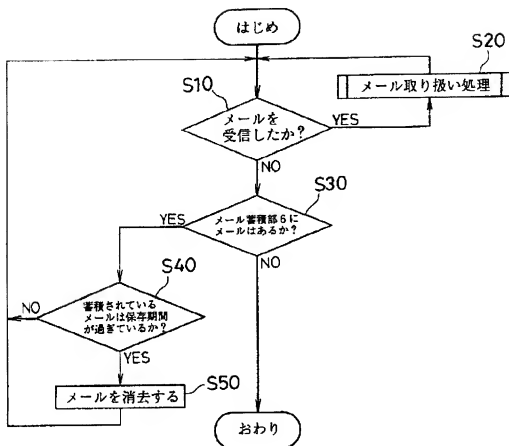 はじめ
S20
メール取り扱い処理
S10
メールを
受信したか?
YES
NO
S30
メール蓄積部6に
メールはあるか?
YES
NO
S40
蓄積されている
メールは保存期間
が過ぎているか?
NO
YES
S50
メールを消去する
おわり